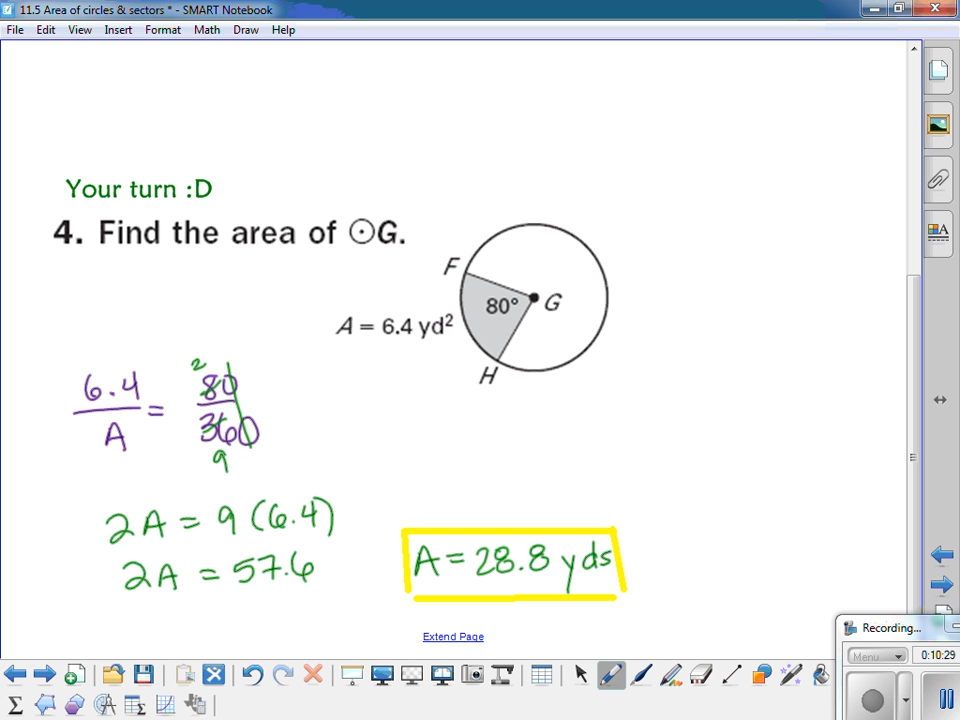 11.5 Area of circles & sectors * - SMART Notebook
File Edit View Insert Format Math Draw Help
Your turn :D
4. Find the area of ⊙G.
F
80°
G
A = 6.4 yd²
H
6.4/A = 80/360
2
9
2A = 9(6.4)
2A = 57.6
A = 28.8 yds
Extend Page
Recording...
Menu
0:10:29